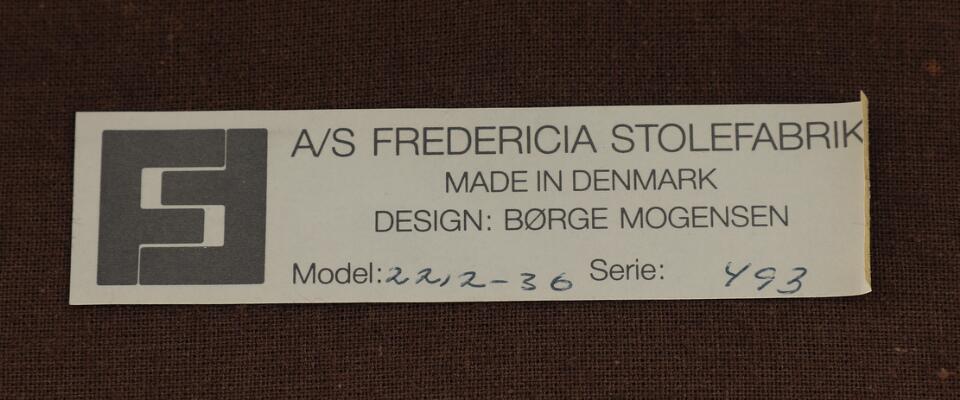 A/S FREDERICIA STOLEFABRIK
MADE IN DENMARK
DESIGN: BØRGE MOGENSEN
Model: 2212-36 Serie: 493